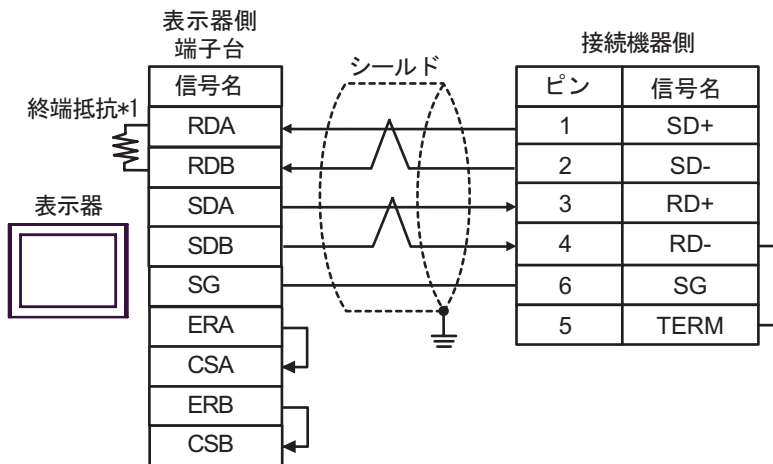 表示器側
端子台
接続機器側
シールド
終端抵抗*1
表示器
信号名
RDA
RDB
SDA
SDB
SG
ERA
CSA
ERB
CSB
ピン 信号名
1 SD+
2 SD-
3 RD+
4 RD-
6 SG
5 TERM